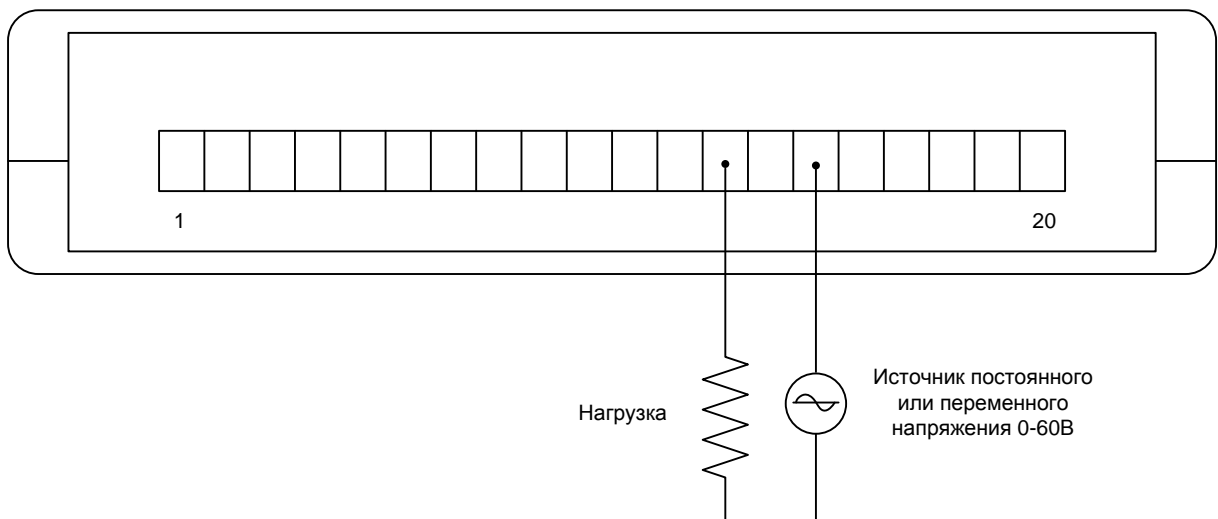 1
20
Нагрузка
Источник постоянного
или переменного
напряжения 0-60В